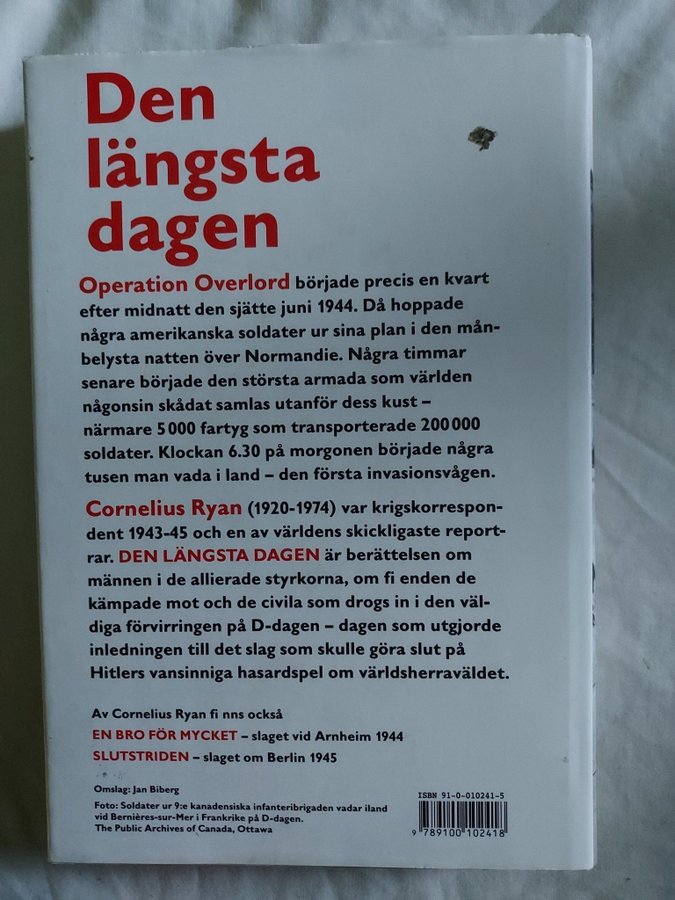 Den
längsta
dagen
Operation Overlord började precis en kvart
efter midnatt den sjätte juni 1944. Då hoppade
några amerikanska soldater ur sina plan i den mån-
belysta natten över Normandie. Några timmar
senare började den största armada som världen
någonsin skådat samlas utanför dess kust –
närmare 5 000 fartyg som transporterade 200 000
soldater. Klockan 6.30 på morgonen började några
tusen man vada i land – den första invasionsvågen.
Cornelius Ryan (1920-1974) var krigskorrespon-
dent 1943-45 och en av världens skickligaste report-
rar. DEN LÄNGSTA DAGEN är berättelsen om
männen i de allierade styrkorna, om fi enden de
kämpade mot och de civila som drogs in i den väl-
diga förvirringen på D-dagen – dagen som utgjorde
inledningen till det slag som skulle göra slut på
Hitlers vansinniga hasardspel om världsherraväldet.
Av Cornelius Ryan fi nns också
EN BRO FÖR MYCKET – slaget vid Arnheim 1944
SLUTSTRIDEN – slaget om Berlin 1945
Omslag: Jan Biberg
Foto: Soldater ur 9:e kanadensiska infanteribrigaden vadar iland
vid Bernières-sur-Mer i Frankrike på D-dagen.
The Public Archives of Canada, Ottawa
ISBN 91-0-010241-5
9 789100 102418